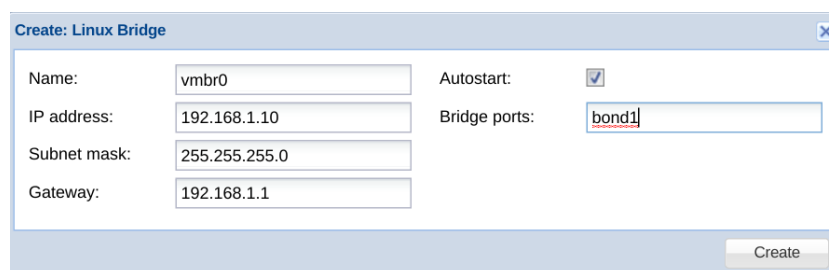 Create: Linux Bridge
Name: vmbr0 Autostart:
IP address: 192.168.1.10 Bridge ports: bond1
Subnet mask: 255.255.255.0
Gateway: 192.168.1.1
Create